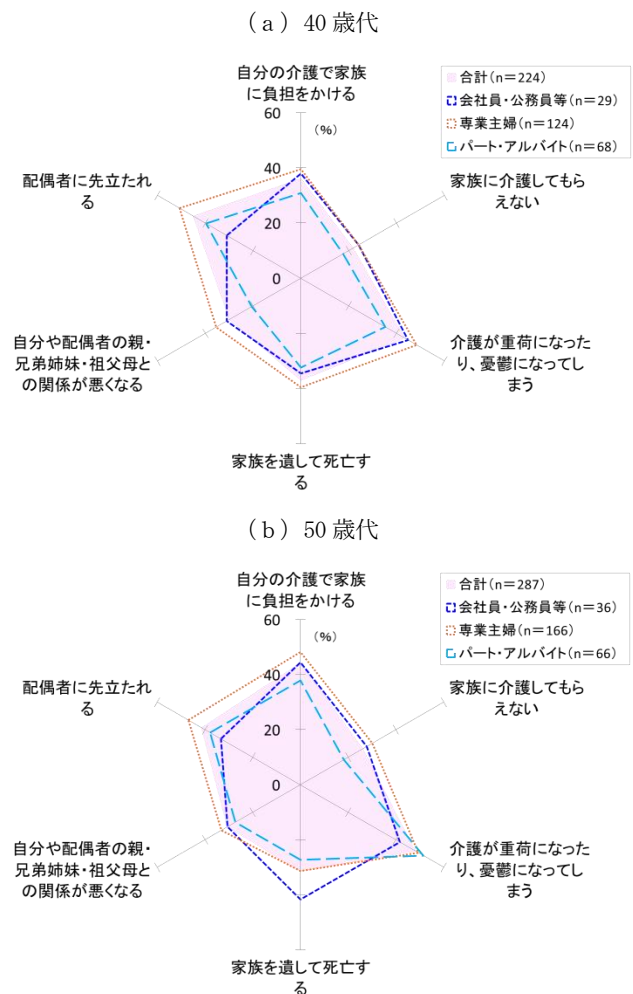 (a) 40歳代
自分の介護で家族
に負担をかける
合計(n=224)
会社員・公務員等(n=29)
専業主婦(n=124)
パート・アルバイト(n=68)
60
(%)
40
20
0
配偶者に先立たれ
る
家族に介護してもら
えない
自分や配偶者の親・
兄弟姉妹・祖父母と
の関係が悪くなる
介護が重荷になった
り、憂鬱になってし
まう
家族を遺して死亡す
る
(b) 50歳代
自分の介護で家族
に負担をかける
合計(n=287)
会社員・公務員等(n=36)
専業主婦(n=166)
パート・アルバイト(n=66)
60
(%)
40
20
0
配偶者に先立たれ
る
家族に介護してもら
えない
自分や配偶者の親・
兄弟姉妹・祖父母と
の関係が悪くなる
介護が重荷になった
り、憂鬱になってし
まう
家族を遺して死亡す
る